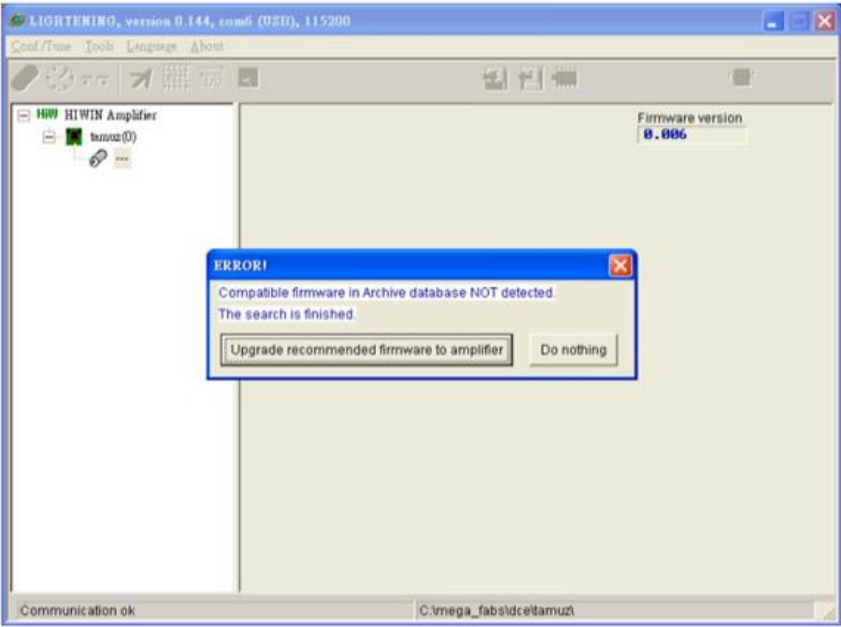 LIGHTENING, version 0.144, com6 (USB), 115200
Conf/Tune Tools Language About
HIWIN Amplifier
tamuz(0)
---
Firmware version
0.006
ERROR!
Compatible firmware in Archive database NOT detected.
The search is finished.
Upgrade recommended firmware to amplifier
Do nothing
Communication ok
C:\mega_fabs\dce\tamuz\